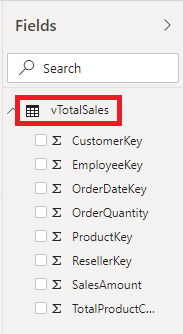 Fields
Search
vTotalSales
Σ CustomerKey
Σ EmployeeKey
Σ OrderDateKey
Σ OrderQuantity
Σ ProductKey
Σ ResellerKey
Σ SalesAmount
Σ TotalProductC...